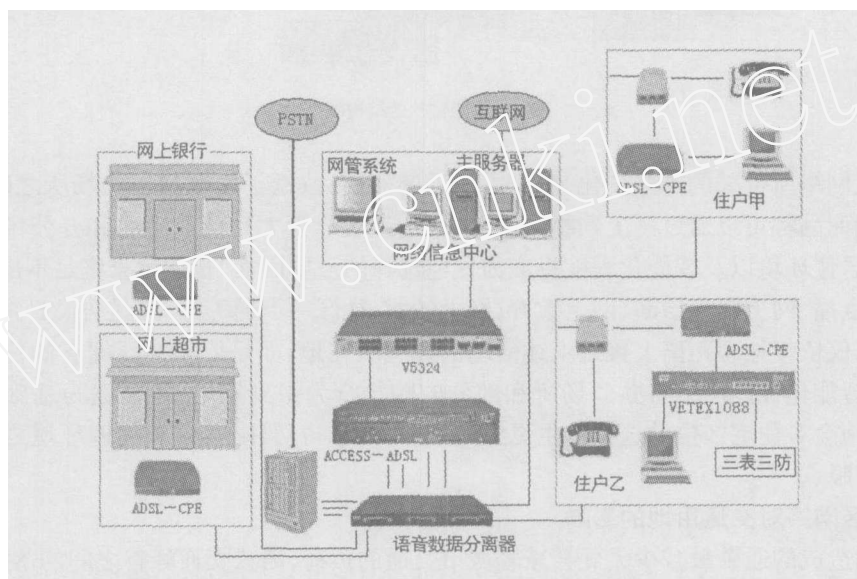 PSTN
互联网
网上银行
ADSL-CPE
网上超市
ADSL-CPE
网管系统
主服务器
网络信息中心
V5324
ACCESS-ADSL
语音数据分离器
ADSL-CPE
住户甲
ADSL-CPE
VETEX1088
三表三防
住户乙
www.cnki.net